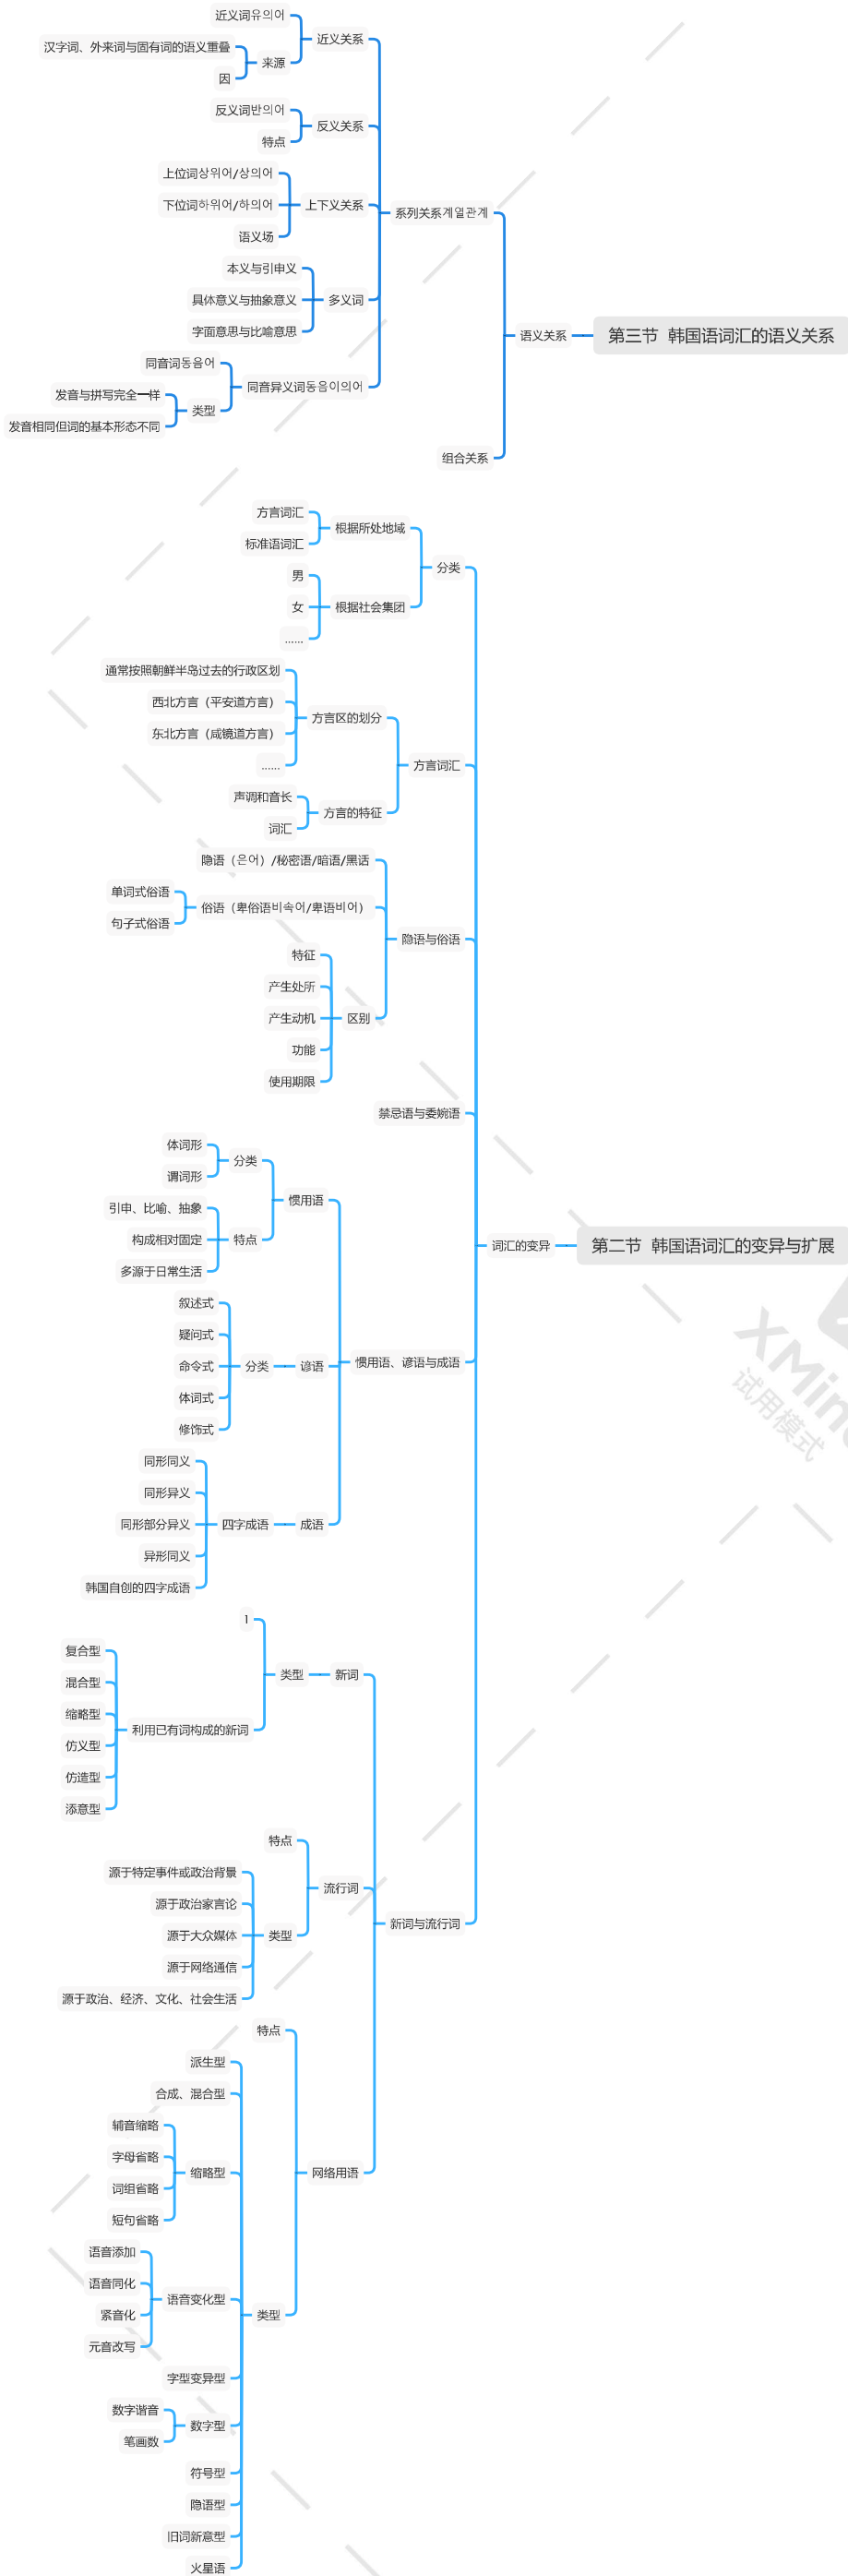 近义词유의어
近义关系
汉字词、外来词与固有词的语义重叠
来源
因
反义词반의어
反义关系
特点
上位词상위어/상의어
下位词하위어/하의어
上下义关系
系列关系계열관계
语义场
本义与引申义
具体意义与抽象意义
多义词
字面意思与比喻意思
语义关系
第三节 韩国语词汇的语义关系
同音词동음어
同音异义词동음이의어
发音与拼写完全一样
类型
发音相同但词的基本形态不同
组合关系
方言词汇
根据所处地域
标准语词汇
分类
男
女
根据社会集团
……
通常按照朝鲜半岛过去的行政区划
西北方言（平安道方言）
方言区的划分
东北方言（咸镜道方言）
……
方言词汇
声调和音长
方言的特征
词汇
隐语（은어）/秘密语/暗语/黑话
单词式俗语
俗语（卑俗语비속어/卑语비어）
句子式俗语
隐语与俗语
特征
产生处所
产生动机
区别
功能
使用期限
禁忌语与委婉语
体词形
分类
谓词形
惯用语
引申、比喻、抽象
构成相对固定
特点
多源于日常生活
词汇的变异
第二节 韩国语词汇的变异与扩展
叙述式
疑问式
命令式
分类
谚语
惯用语、谚语与成语
体词式
修饰式
同形同义
同形异义
同形部分异义
四字成语
成语
异形同义
韩国自创的四字成语
1
复合型
类型
新词
混合型
缩略型
利用已有词构成的新词
仿义型
仿造型
添意型
特点
源于特定事件或政治背景
流行词
源于政治家言论
新词与流行词
源于大众媒体
类型
源于网络通信
源于政治、经济、文化、社会生活
特点
派生型
合成、混合型
辅音缩略
字母省略
缩略型
网络用语
词组省略
短句省略
语音添加
语音同化
语音变化型
类型
紧音化
元音改写
字型变异型
数字谐音
数字型
笔画数
符号型
隐语型
旧词新意型
火星语
XMind
试用模式